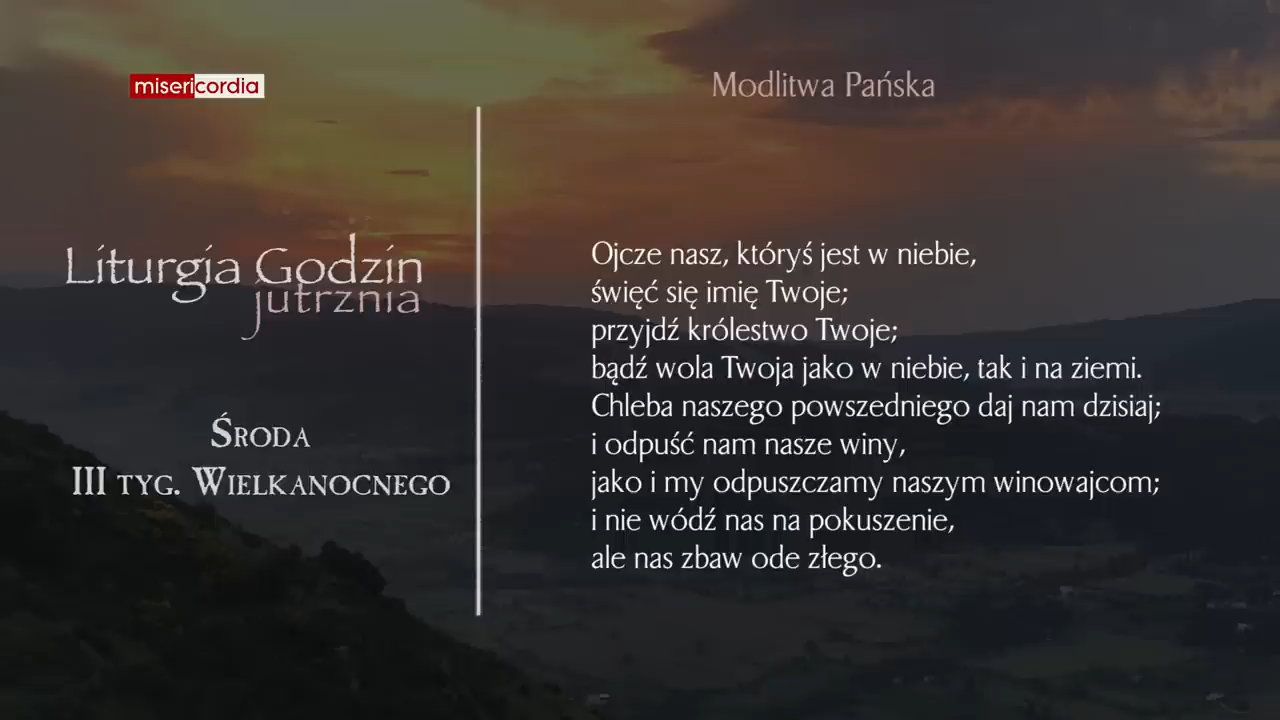 misericordia
Liturgia Godzin
jutrznia
Środa
III tyg. Wielkanocnego
Modlitwa Pańska
Ojcze nasz, któryś jest w niebie,
święć się imię Twoje;
przyjdź królestwo Twoje;
bądź wola Twoja jako w niebie, tak i na ziemi.
Chleba naszego powszedniego daj nam dzisiaj;
i odpuść nam nasze winy,
jako i my odpuszczamy naszym winowajcom;
i nie wódź nas na pokuszenie,
ale nas zbaw ode złego.